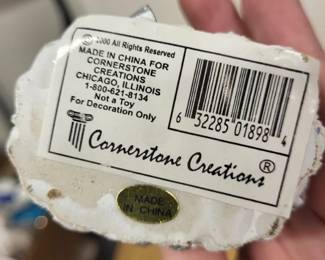 © 2000 All Rights Reserved
MADE IN CHINA FOR
CORNERSTONE
CREATIONS
CHICAGO, ILLINOIS
1-800-621-8134
Not a Toy
For Decoration Only
6 32285 01898 4
Cornerstone Creations ®
MADE
IN CHINA